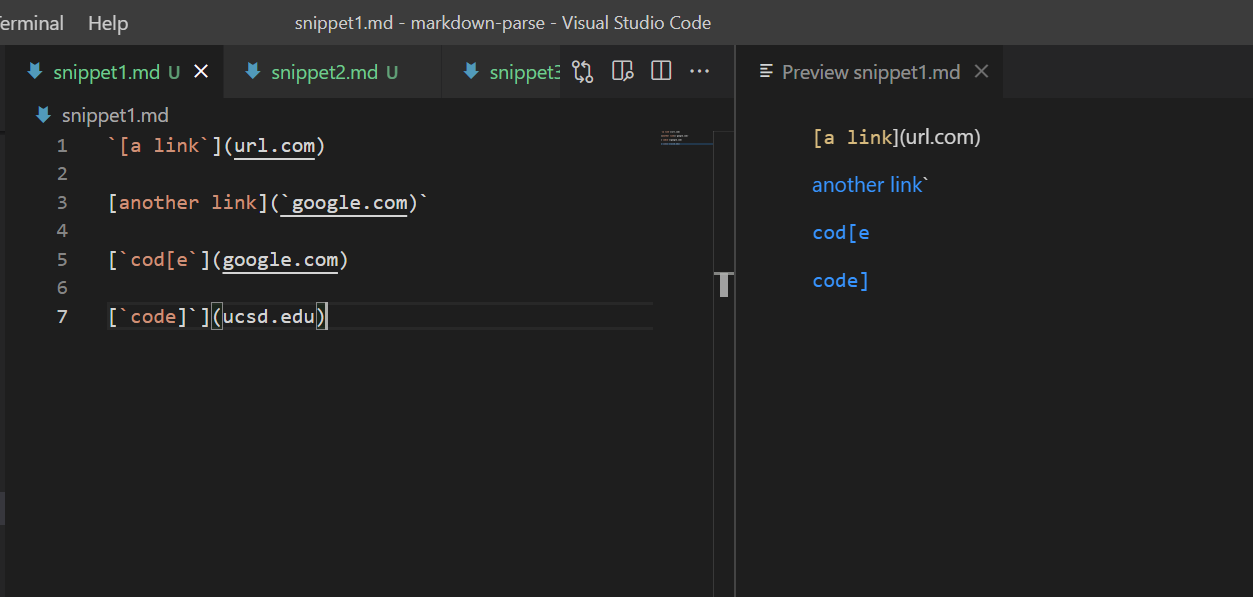 erminal Help snippet1.md - markdown-parse - Visual Studio Code
snippet1.md U snippet2.md U snippet3 Preview snippet1.md
snippet1.md
1 `[a link`](url.com)
2
3 [another link](`google.com)`
4
5 [`cod[e`](google.com)
6
7 [`code]`](ucsd.edu)
[a link](url.com)
another link`
cod[e
code]